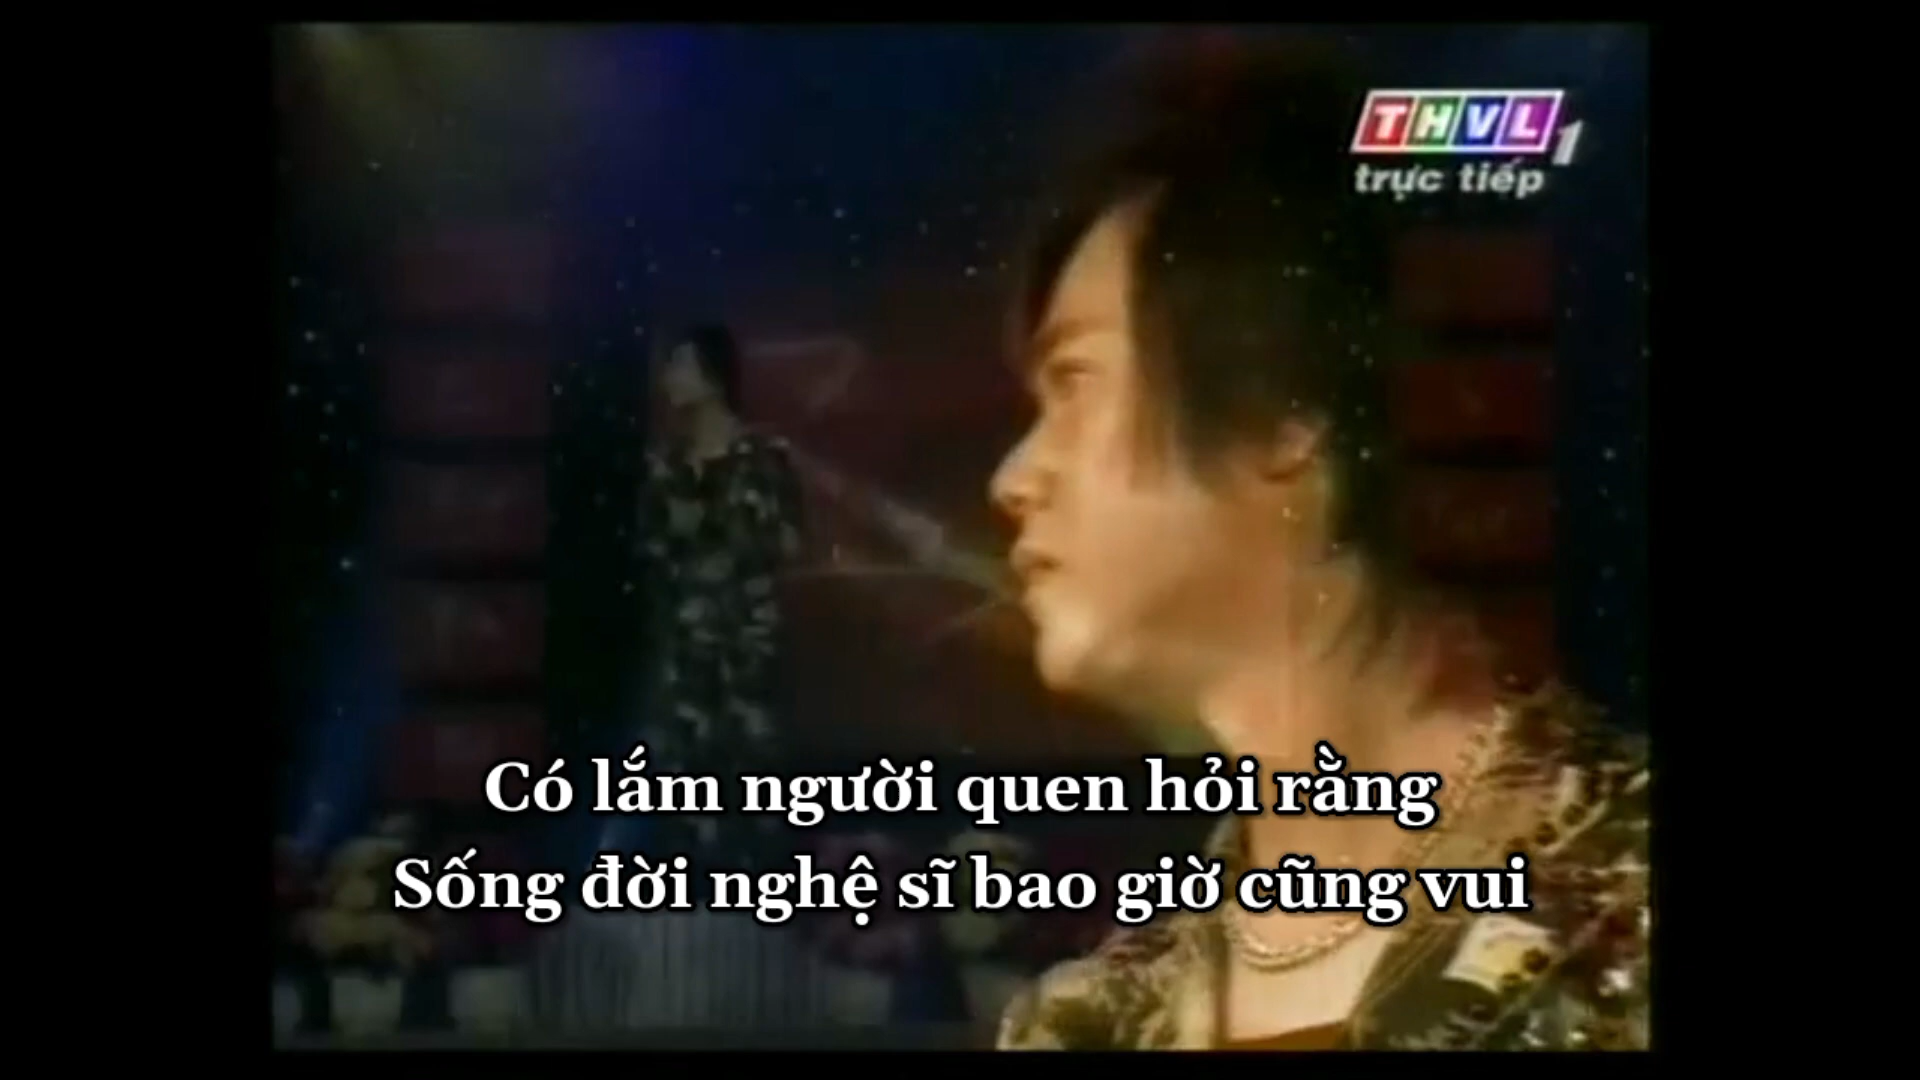 THVL1
trực tiếp
Có lắm người quen hỏi rằng
Sống đời nghệ sĩ bao giờ cũng vui